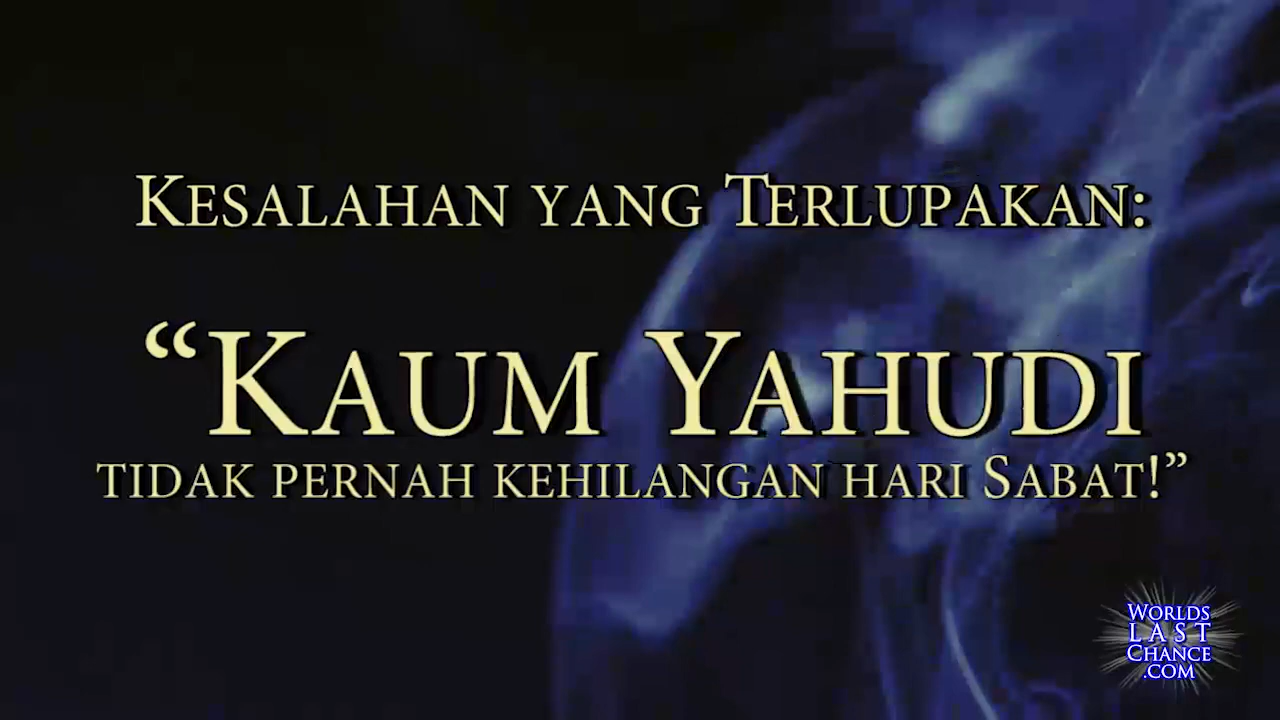 Kesalahan yang Terlupakan:
“Kaum Yahudi
tidak pernah kehilangan hari Sabat!”
Worlds
Last
Chance
.com